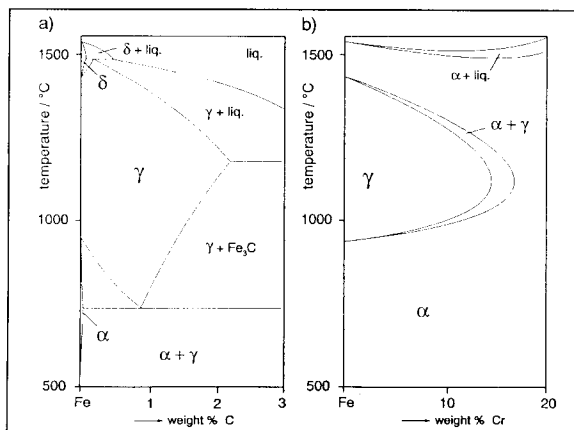 a)
b)
temperature / °C
1500
1000
500
δ + liq.
liq.
δ
γ + liq.
γ
γ + Fe₃C
α
α + γ
Fe
1
2
3
→ weight % C
temperature / °C
1500
1000
500
α + liq.
α + γ
γ
α
Fe
10
20
→ weight % Cr